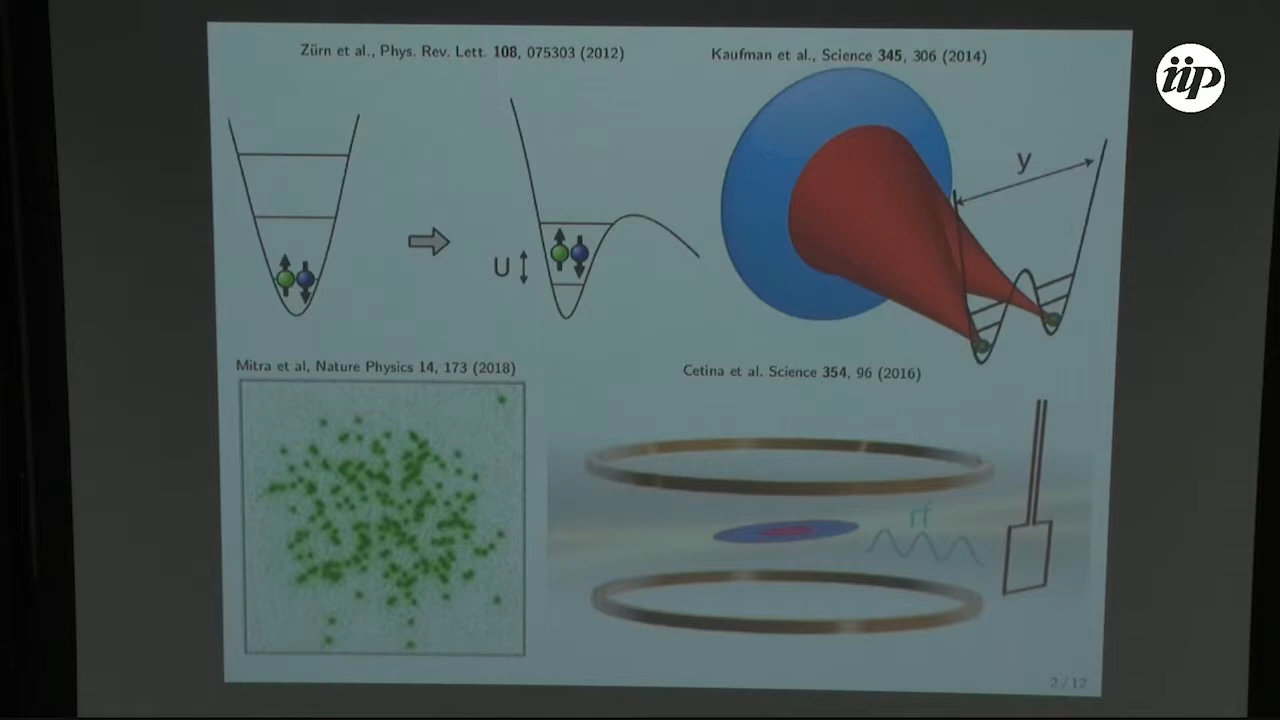 Zürn et al., Phys. Rev. Lett. 108, 075303 (2012)
Kaufman et al., Science 345, 306 (2014)
iip
y
U
Mitra et al, Nature Physics 14, 173 (2018)
Cetina et al. Science 354, 96 (2016)
rf
2 / 12